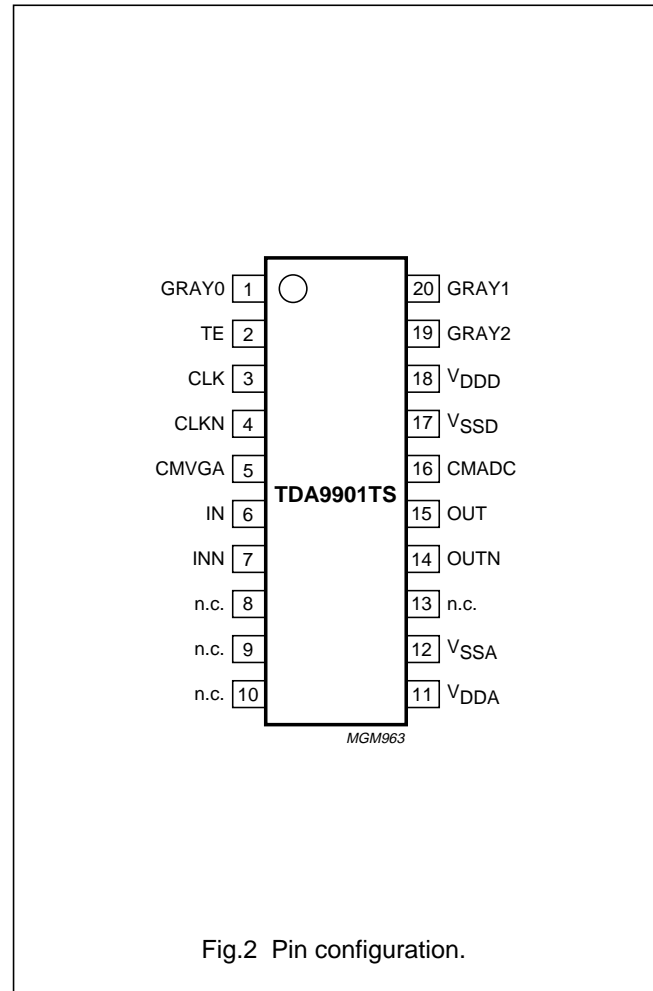 GRAY0 1 20 GRAY1
TE 2 19 GRAY2
CLK 3 18 VDDD
CLKN 4 17 VSSD
CMVGA 5 16 CMADC
TDA9901TS
IN 6 15 OUT
INN 7 14 OUTN
n.c. 8 13 n.c.
n.c. 9 12 VSSA
n.c. 10 11 VDDA
MGM963
Fig.2 Pin configuration.